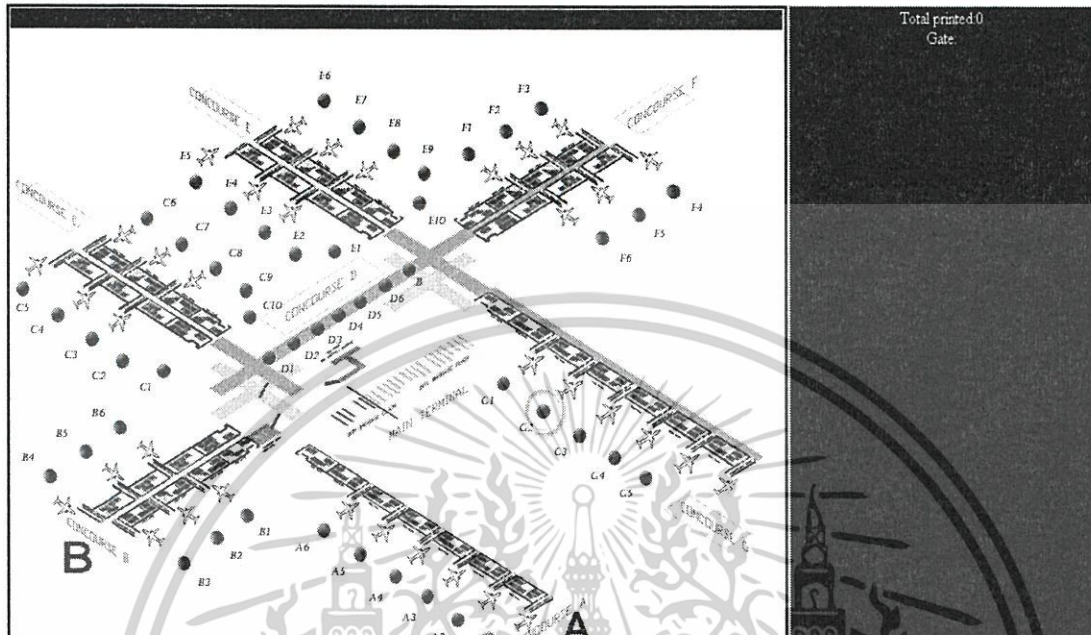 Total printed:0
Gate:
CONCOURSE E
E6
E7
E8
E9
E10
F1
F2
F3
CONCOURSE F
F4
F5
F6
E5
E4
E3
E2
E1
C6
C7
C8
C9
C10
CONCOURSE D
B
D6
D5
D4
D3
D2
D1
C5
C4
C3
C2
C1
MAIN TERMINAL
G1
G2
G3
G4
G5
CONCOURSE G
B6
B5
B4
CONCOURSE B
B
B3
B2
B1
A6
A5
A4
A3
A